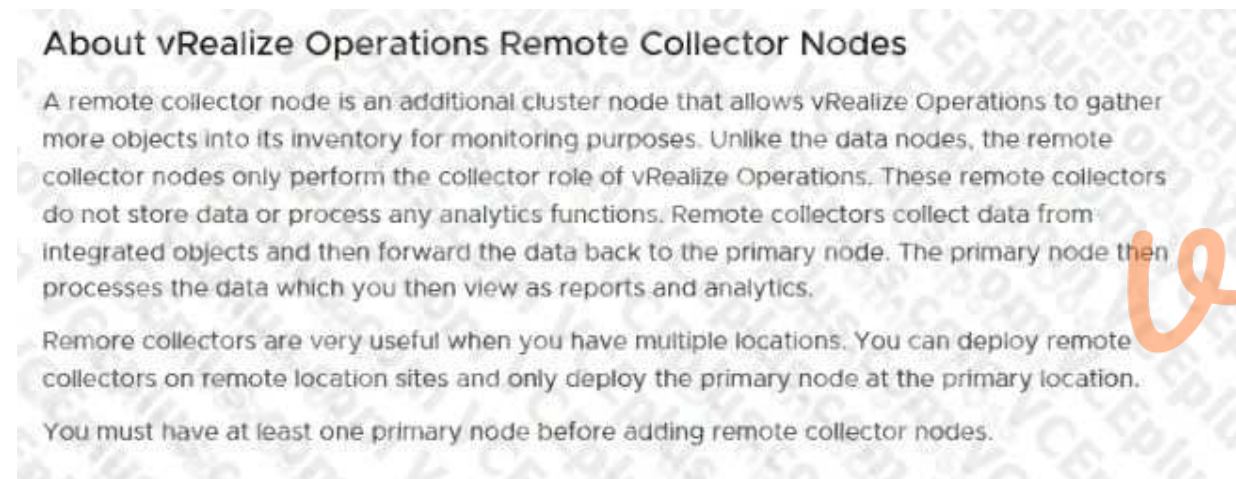 About vRealize Operations Remote Collector Nodes
A remote collector node is an additional cluster node that allows vRealize Operations to gather
more objects into its inventory for monitoring purposes. Unlike the data nodes, the remote
collector nodes only perform the collector role of vRealize Operations. These remote collectors
do not store data or process any analytics functions. Remote collectors collect data from
integrated objects and then forward the data back to the primary node. The primary node then
processes the data which you then view as reports and analytics.
Remore collectors are very useful when you have multiple locations. You can deploy remote
collectors on remote location sites and only deploy the primary node at the primary location.
You must have at least one primary node before adding remote collector nodes.